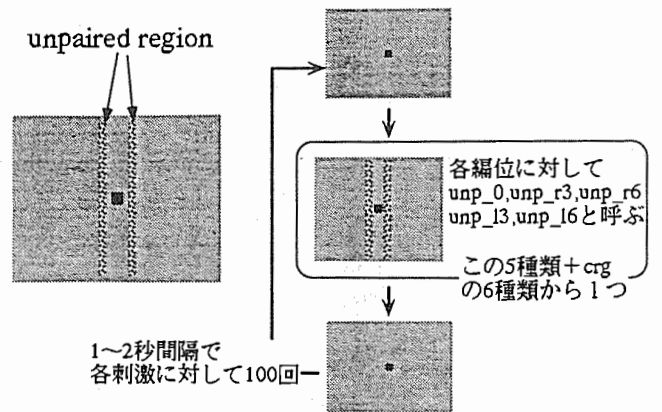 unpaired region
各編位に対して
unp_0,unp_r3,unp_r6
unp_l3,unp_l6と呼ぶ
この5種類+crg
の6種類から1つ
1〜2秒間隔で
各刺激に対して100回